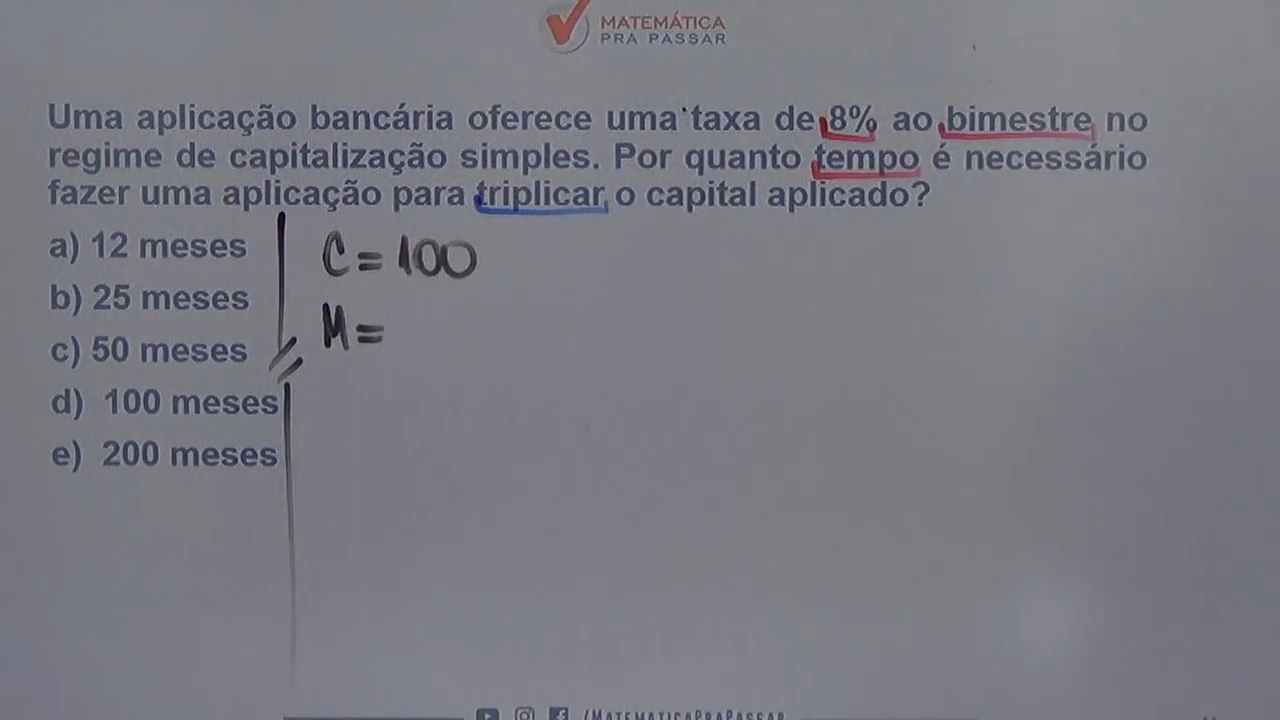 MATEMÁTICA
PRA PASSAR
Uma aplicação bancária oferece uma taxa de 8% ao bimestre no
regime de capitalização simples. Por quanto tempo é necessário
fazer uma aplicação para triplicar o capital aplicado?
a) 12 meses
b) 25 meses
c) 50 meses
d) 100 meses
e) 200 meses
C = 100
M =
/MATEMATICAPRAPASSAR